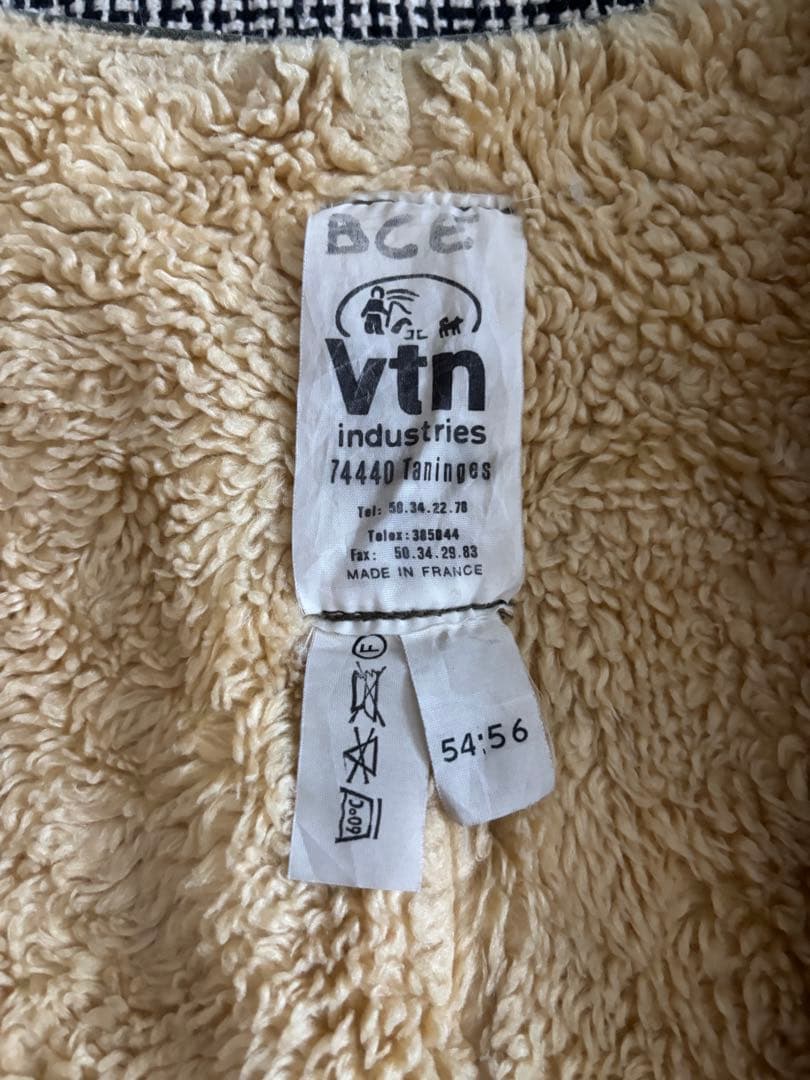 BCE
vtn
industries
74440 Taninges
Tel: 50.34.22.78
Telex: 385044
Fax: 50.34.29.83
MADE IN FRANCE
F
60°C
54:56